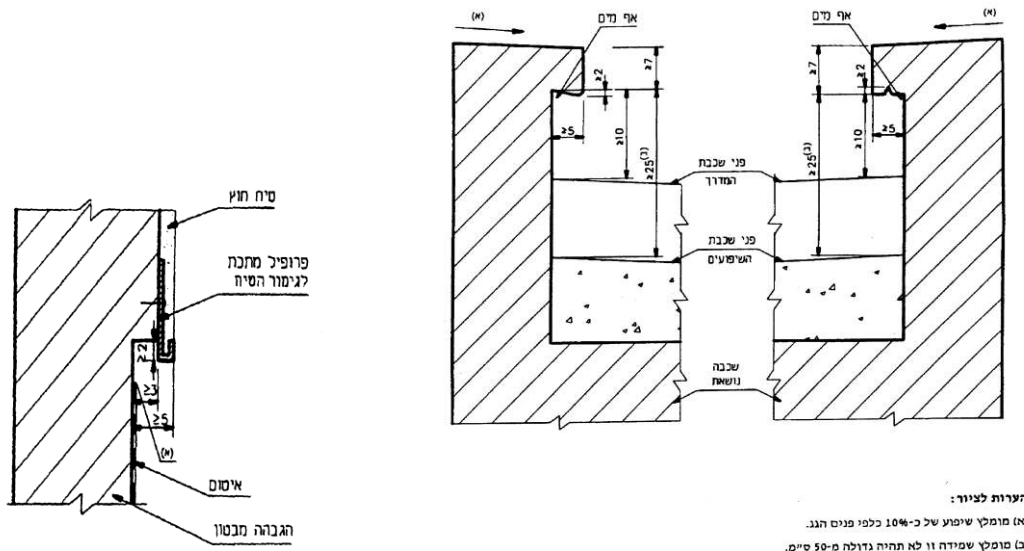 (א)
אף מים
(א)
≥7
≥2
≥5
≥10
≥25(ב)
≥7
≥2
≥5
≥10
≥25(ב)
פני שכבת
המדרך
פני שכבת
השיפועים
שכבה
נושאת
אף מים
טיח חוץ
פרופיל מתכת
לגימור הטיח
≥2
≥3
≥5
(א)
איטום
הגבהה מבטון
הערות לציור:
א) מומלץ שיפוע של כ-10% כלפי פנים הגג.
ב) מומלץ שמידה זו לא תהיה גדולה מ-50 ס"מ.